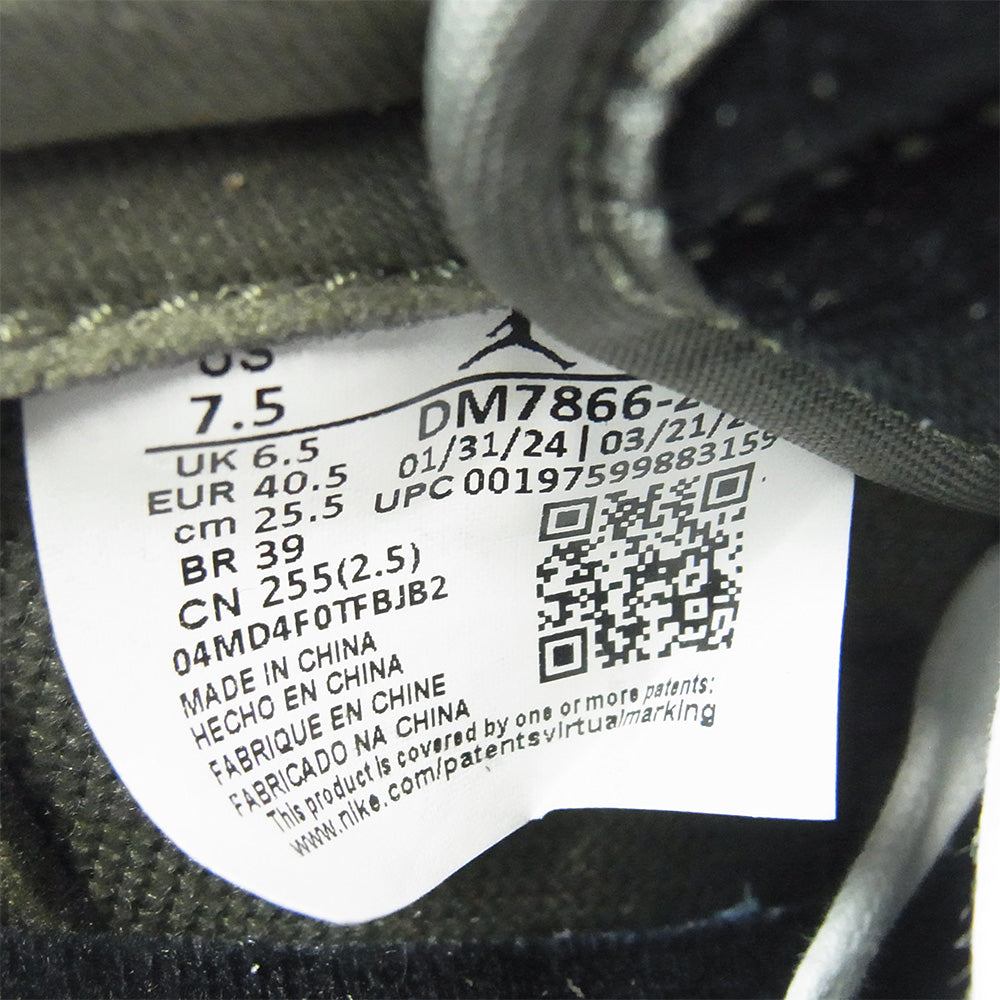 US
7.5
UK 6.5
EUR 40.5
cm 25.5
BR 39
CN 255(2.5)
04MD4F0TFBJB2
MADE IN CHINA
HECHO EN CHINA
FABRIQUE EN CHINE
FABRICADO NA CHINA
This product is covered by one or more patents:
www.nike.com/patentsvirtualmarking
DM7866-
01/31/24 | 03/21/2
UPC 00197599883159